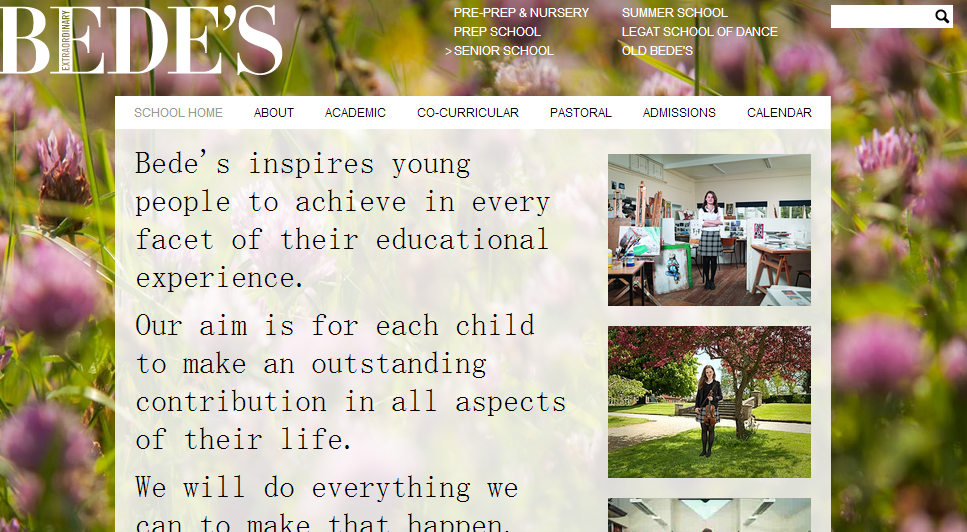 BEDE'S
EXTRAORDINARY
PRE-PREP & NURSERY
PREP SCHOOL
> SENIOR SCHOOL
SUMMER SCHOOL
LEGAT SCHOOL OF DANCE
OLD BEDE'S
SCHOOL HOME ABOUT ACADEMIC CO-CURRICULAR PASTORAL ADMISSIONS CALENDAR
Bede's inspires young
people to achieve in every
facet of their educational
experience.
Our aim is for each child
to make an outstanding
contribution in all aspects
of their life.
We will do everything we
can to make that happen.